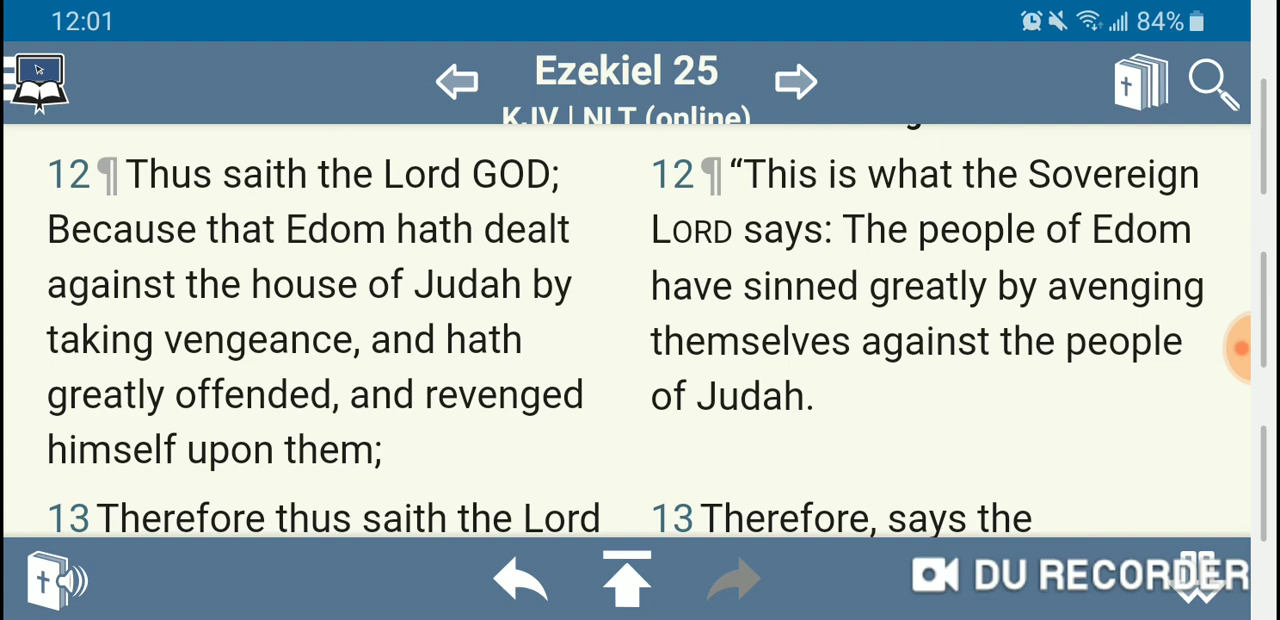 12:01
84%
Ezekiel 25
KJV | NLT (online)
12 ¶ Thus saith the Lord GOD;
Because that Edom hath dealt
against the house of Judah by
taking vengeance, and hath
greatly offended, and revenged
himself upon them;
13 Therefore thus saith the Lord
12 ¶ “This is what the Sovereign
LORD says: The people of Edom
have sinned greatly by avenging
themselves against the people
of Judah.
13 Therefore, says the
DU RECORDER